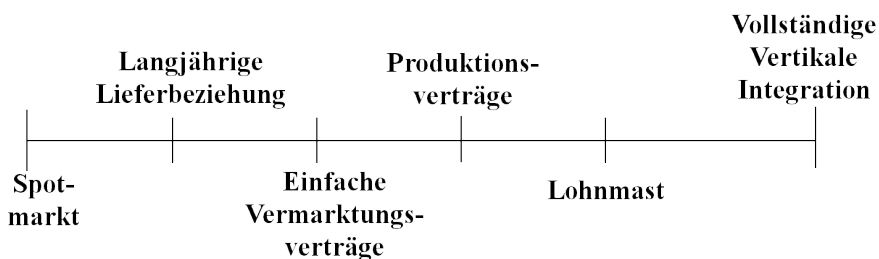 Langjährige
Lieferbeziehung
Produktions-
verträge
Vollständige
Vertikale
Integration
Spot-
markt
Einfache
Vermarktungs-
verträge
Lohnmast